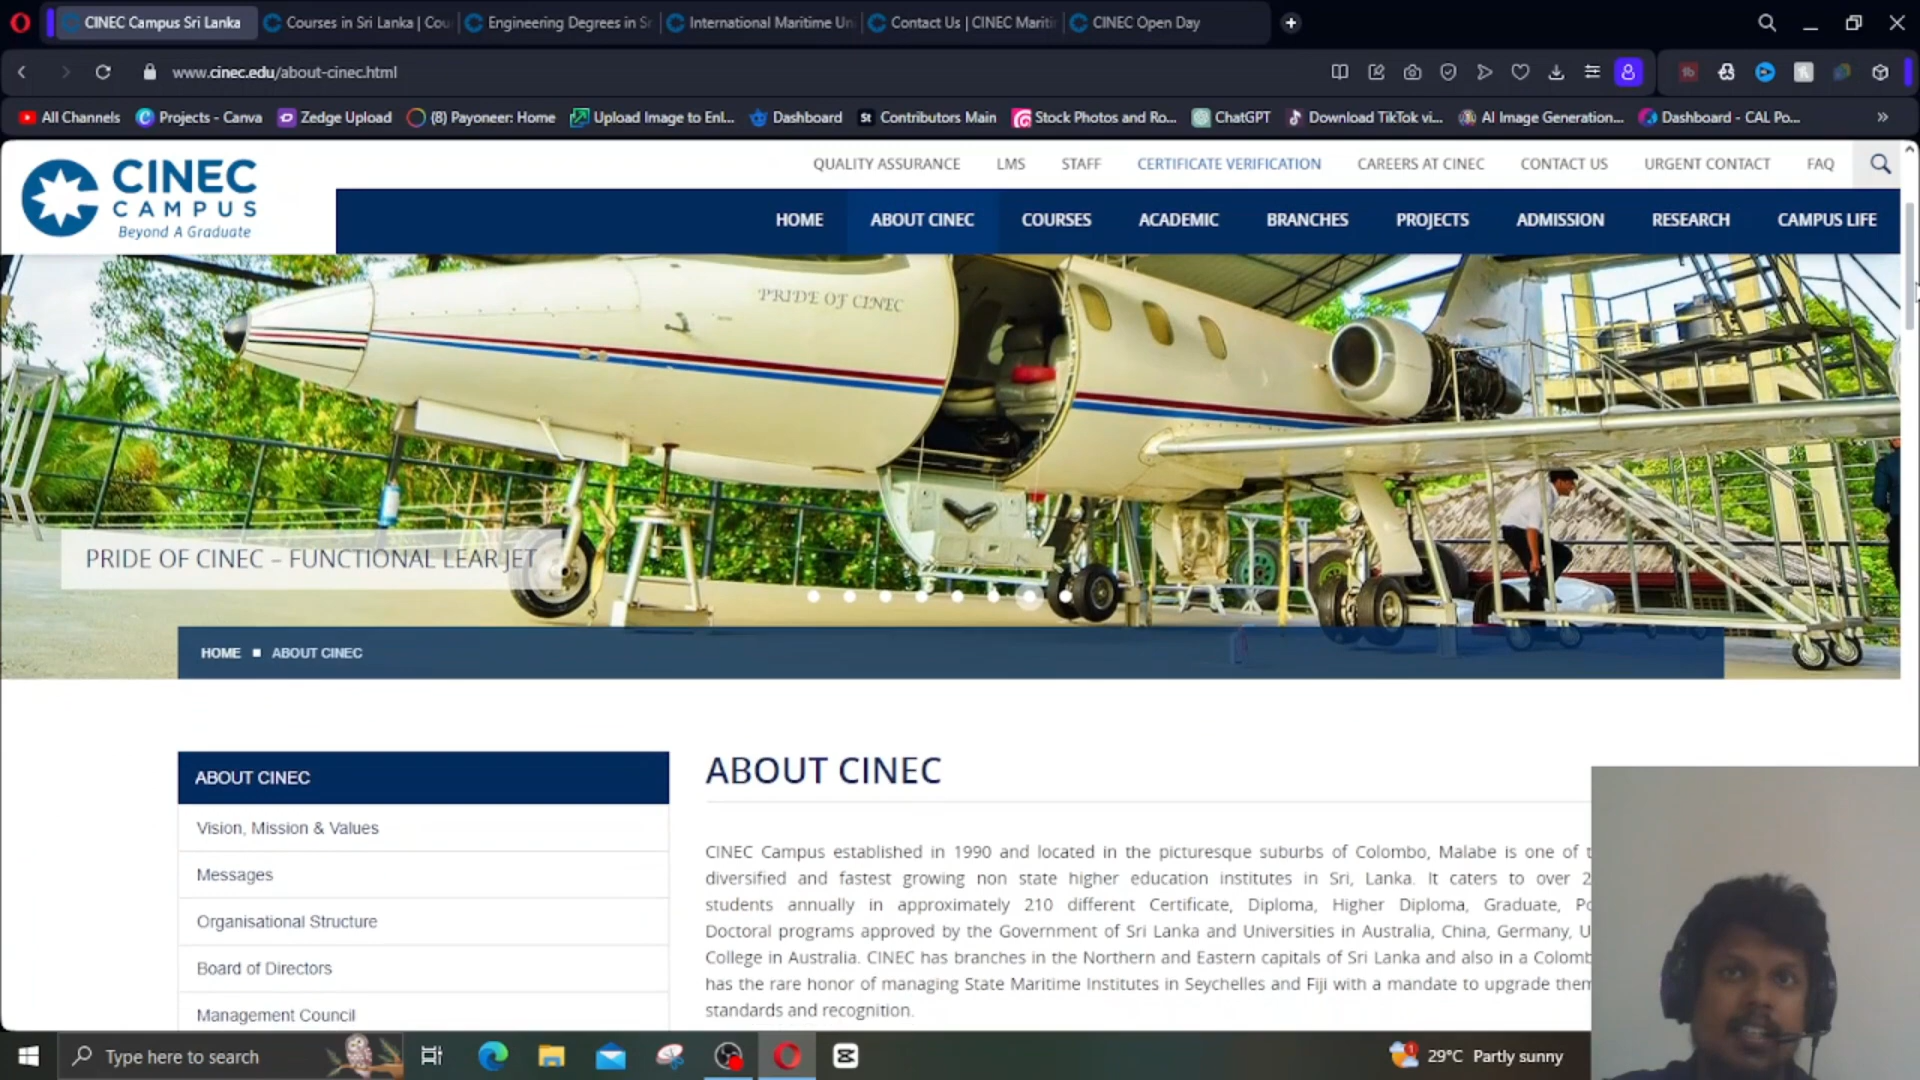 CINEC Campus Sri Lanka
Courses in Sri Lanka | Cou
Engineering Degrees in S
International Maritime Un
Contact Us | CINEC Mariti
CINEC Open Day
www.cinec.edu/about-cinec.html
All Channels
Projects - Canva
Zedge Upload
(8) Payoneer: Home
Upload Image to Enl...
Dashboard
St Contributors Main
Stock Photos and Ro...
ChatGPT
Download TikTok vi...
AI Image Generation...
Dashboard - CAL Po...
CINEC
CAMPUS
Beyond A Graduate
QUALITY ASSURANCE
LMS
STAFF
CERTIFICATE VERIFICATION
CAREERS AT CINEC
CONTACT US
URGENT CONTACT
FAQ
HOME
ABOUT CINEC
COURSES
ACADEMIC
BRANCHES
PROJECTS
ADMISSION
RESEARCH
CAMPUS LIFE
PRIDE OF CINEC
PRIDE OF CINEC – FUNCTIONAL LEARJET
HOME ■ ABOUT CINEC
ABOUT CINEC
Vision, Mission & Values
Messages
Organisational Structure
Board of Directors
Management Council
ABOUT CINEC
CINEC Campus established in 1990 and located in the picturesque suburbs of Colombo, Malabe is one of t
diversified and fastest growing non state higher education institutes in Sri, Lanka. It caters to over 2
students annually in approximately 210 different Certificate, Diploma, Higher Diploma, Graduate, Po
Doctoral programs approved by the Government of Sri Lanka and Universities in Australia, China, Germany, U
College in Australia. CINEC has branches in the Northern and Eastern capitals of Sri Lanka and also in a Colomb
has the rare honor of managing State Maritime Institutes in Seychelles and Fiji with a mandate to upgrade them
standards and recognition.
Type here to search
29°C Partly sunny